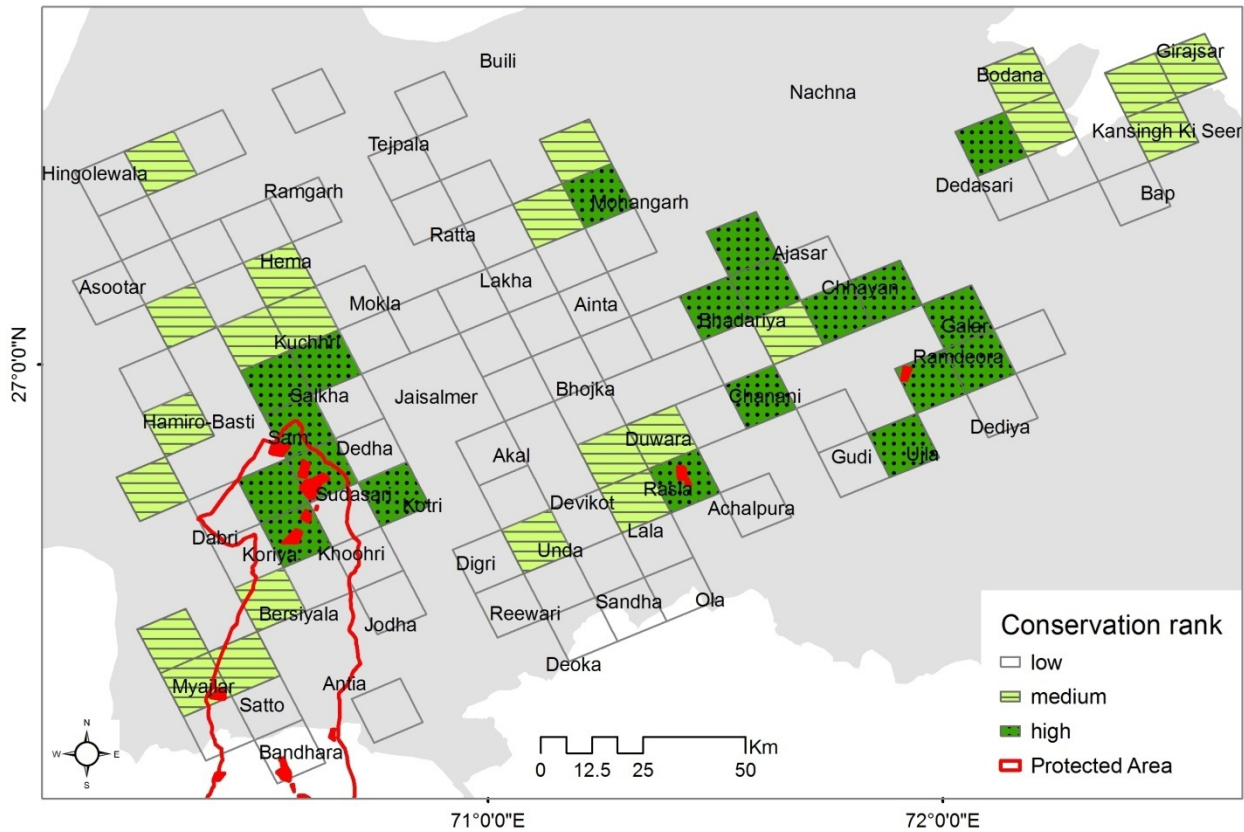 Buili
Nachna
Bodana
Girajsar
Tejpala
Kansingh Ki Seer
Hingolewala
Ramgarh
Mohangarh
Dedasari
Bap
Ratta
Hema
Ajasar
Asootar
Mokla
Lakha
Ainta
Chhayan
Bhadariya
Galar
Kuchhri
Ramdeora
27°0'0"N
Salkha
Jaisalmer
Bhojka
Chanani
Hamiro-Basti
Sam
Dedha
Duwara
Dediya
Akal
Gudi
Ujla
Sudasari
Kotri
Devikot
Rasla
Achalpura
Dabri
Koriya
Khoohri
Unda
Lala
Digri
Bersiyala
Jodha
Reewari
Sandha
Ola
Deoka
Myajlar
Satto
Antia
Bandhara
N
W E
S
Km
0 12.5 25 50
Conservation rank
low
medium
high
Protected Area
71°0'0"E
72°0'0"E